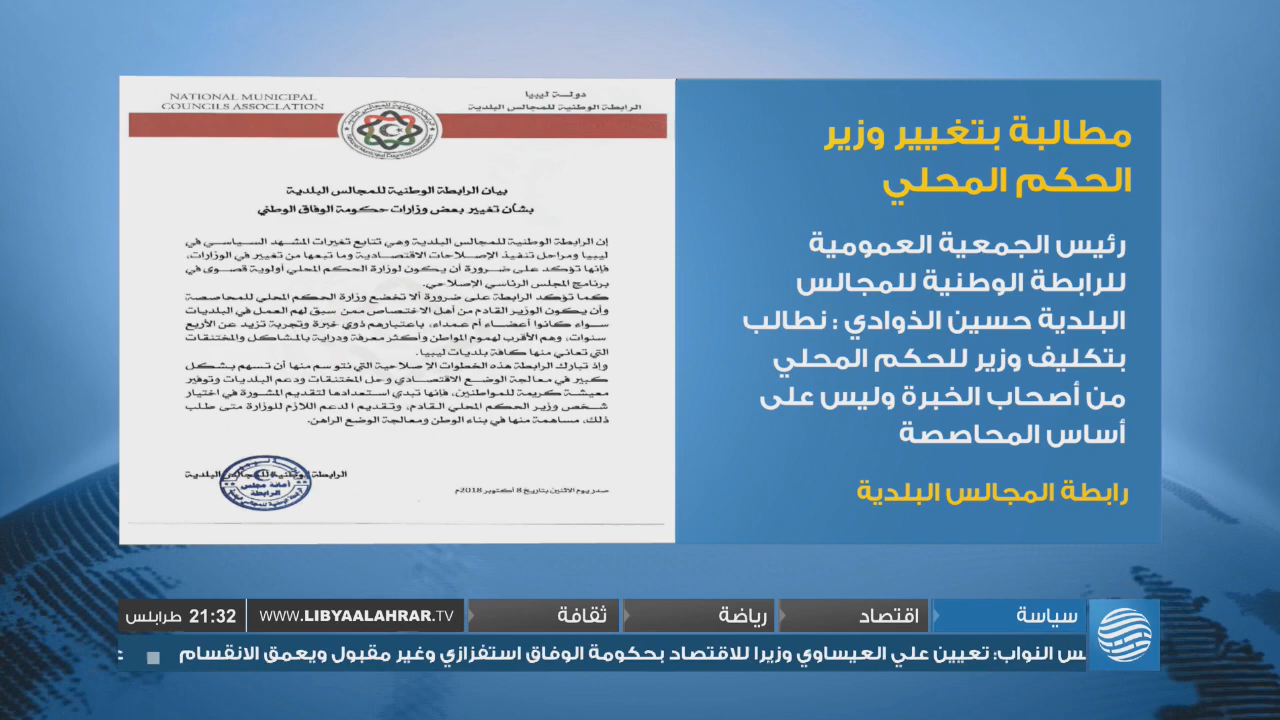 NATIONAL MUNICIPAL
COUNCILS ASSOCIATION
دولة ليبيا
الرابطة الوطنية للمجالس البلدية
بيان الرابطة الوطنية للمجالس البلدية
بشأن تغيير بعض وزارات حكومة الوفاق الوطني
إن الرابطة الوطنية للمجالس البلدية وهي تتابع تغيرات المشهد السياسي في
ليبيا ومراحل تنفيذ الإصلاحات الاقتصادية وما تبعها من تغيير في الوزارات،
فإنها تؤكد على ضرورة أن يكون لوزارة الحكم المحلي أولوية قصوى في
برنامج المجلس الرئاسي الإصلاحي.
كما تؤكد الرابطة على ضرورة ألا تخضع وزارة الحكم المحلي للمحاصصة
وأن يكون الوزير القادم من أهل الاختصاص ممن سبق لهم العمل في البلديات
سواء كانوا أعضاء أم عمداء، باعتبارهم ذوي خبرة وتجربة تزيد عن الأربع
سنوات، وهم الأقرب لهموم المواطن وأكثر معرفة ودراية بالمشاكل والمختنقات
التي تعاني منها كافة بلديات ليبيا.
وإذ تبارك الرابطة هذه الخطوات الإصلاحية التي نتوسم منها أن تسهم بشكل
كبير في معالجة الوضع الاقتصادي وحل المختنقات ودعم البلديات وتوفير
معيشة كريمة للمواطنين، فإنها تبدي استعدادها لتقديم المشورة في اختيار
شخص وزير الحكم المحلي القادم، وتقديم الدعم اللازم للوزارة متى طلب
ذلك، مساهمة منها في بناء الوطن ومعالجة الوضع الراهن.
الرابطة الوطنية للمجالس البلدية
أمانة مجلس
الرابطة
صدر يوم الاثنين بتاريخ 8 أكتوبر 2018م
مطالبة بتغيير وزير
الحكم المحلي
رئيس الجمعية العمومية
للرابطة الوطنية للمجالس
البلدية حسين الذوادي : نطالب
بتكليف وزير للحكم المحلي
من أصحاب الخبرة وليس على
أساس المحاصصة
رابطة المجالس البلدية
سياسة
اقتصاد
رياضة
ثقافة
WWW.LIBYAALAHRAR.TV
21:32 طرابلس
س النواب: تعيين علي العيساوي وزيرا للاقتصاد بحكومة الوفاق استفزازي وغير مقبول ويعمق الانقسام